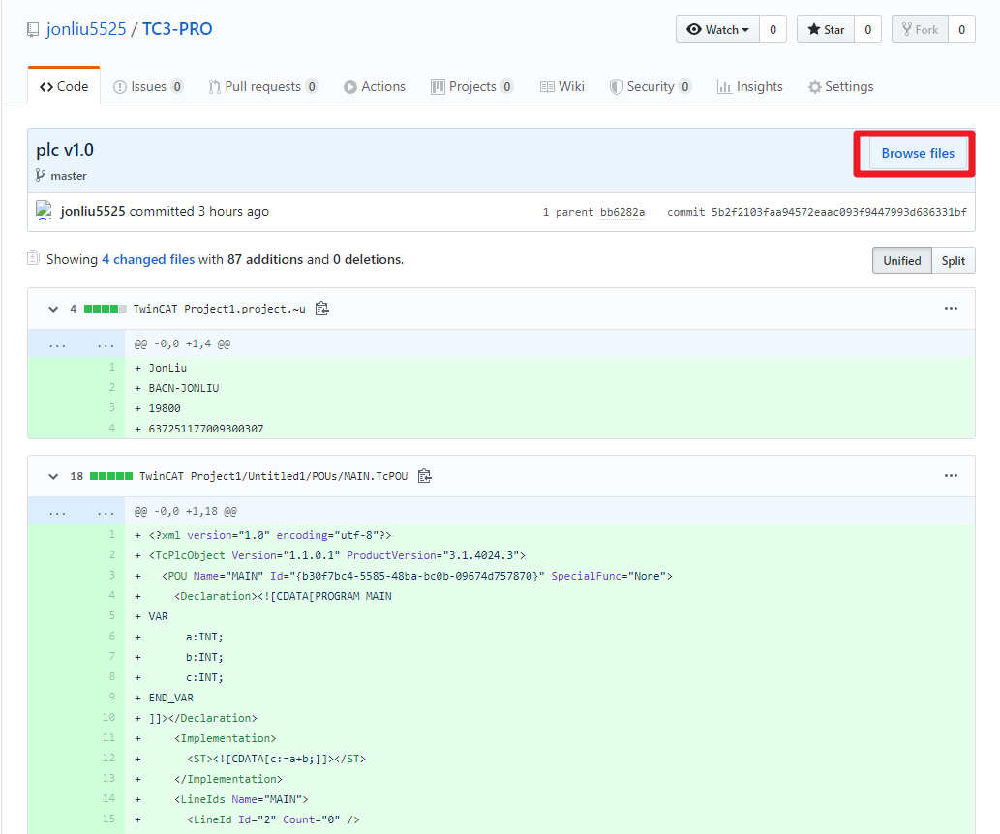 jonliu5525 / TC3-PRO
Watch 0 Star 0 Fork 0
Code Issues 0 Pull requests 0 Actions Projects 0 Wiki Security 0 Insights Settings
plc v1.0
Browse files
master
jonliu5525 committed 3 hours ago
1 parent bb6282a commit 5b2f2103faa94572eaac093f9447993d686331bf
Showing 4 changed files with 87 additions and 0 deletions.
Unified Split
4 TwinCAT Project1.project.~u
... ... @@ -0,0 +1,4 @@
1 + JonLiu
2 + BACN-JONLIU
3 + 19800
4 + 637251177009300307
18 TwinCAT Project1/Untitled1/POUs/MAIN.TcPOU
... ... @@ -0,0 +1,18 @@
1 + <?xml version="1.0" encoding="utf-8"?>
2 + <TcPlcObject Version="1.1.0.1" ProductVersion="3.1.4024.3">
3 + <POU Name="MAIN" Id="{b30f7bc4-5585-48ba-bc0b-09674d757870}" SpecialFunc="None">
4 + <Declaration><![CDATA[PROGRAM MAIN
5 + VAR
6 + a:INT;
7 + b:INT;
8 + c:INT;
9 + END_VAR
10 + ]]></Declaration>
11 + <Implementation>
12 + <ST><![CDATA[c:=a+b;]]></ST>
13 + </Implementation>
14 + <LineIds Name="MAIN">
15 + <LineId Id="2" Count="0" />